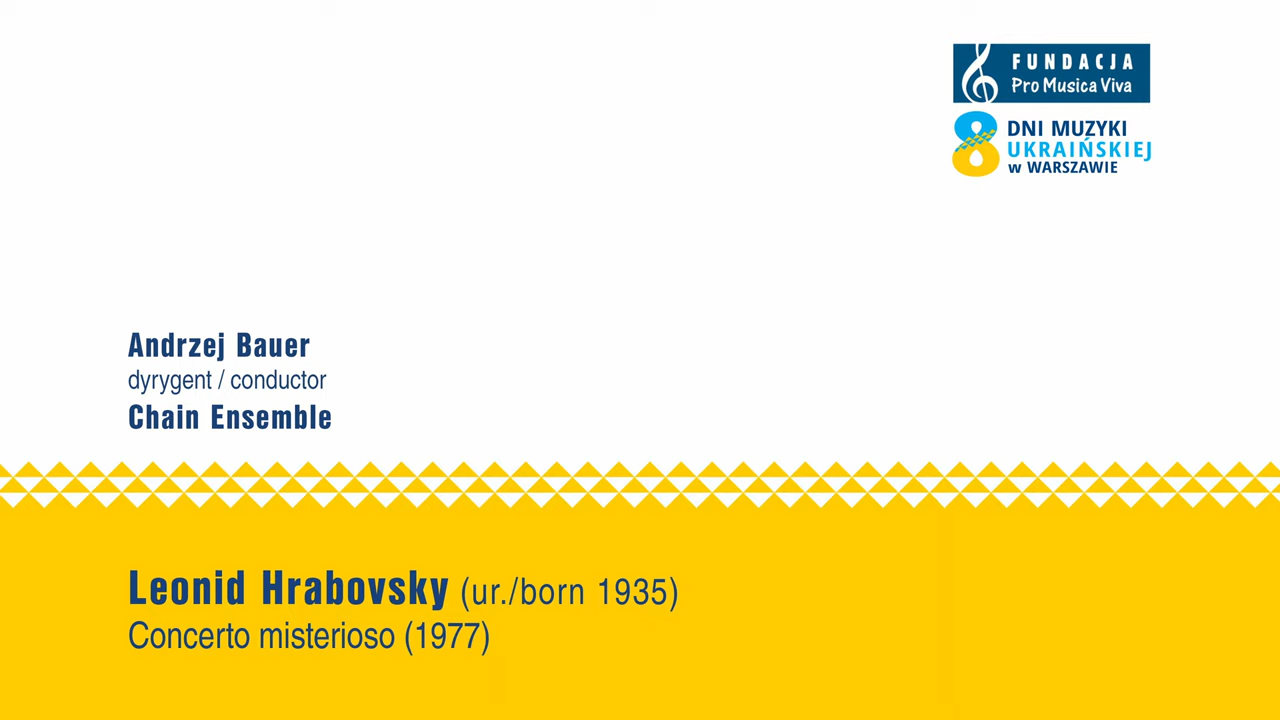 FUNDACJA
Pro Musica Viva
8
DNI MUZYKI
UKRAIŃSKIEJ
w WARSZAWIE
Andrzej Bauer
dyrygent / conductor
Chain Ensemble
Leonid Hrabovsky (ur./born 1935)
Concerto misterioso (1977)